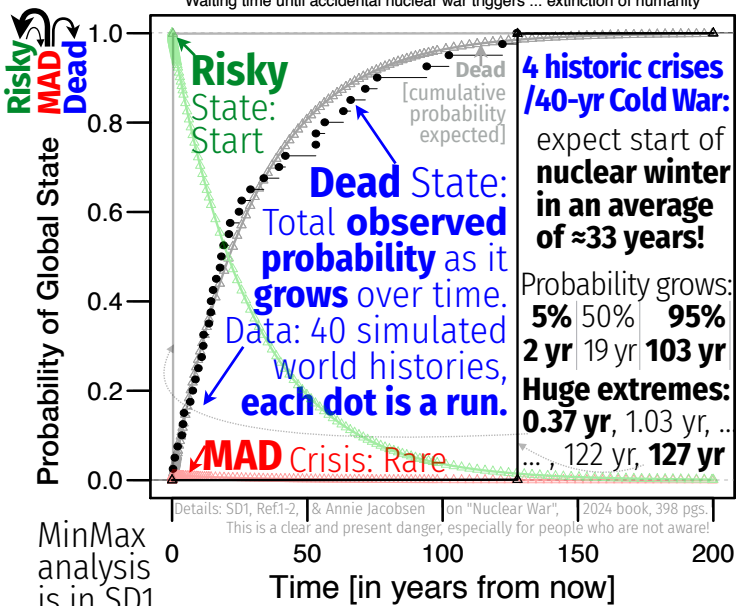 Waiting time until accidental nuclear war triggers ... extinction of humanity
Risky
MAD
Dead
Probability of Global State
1.0
0.8
0.6
0.4
0.2
0.0
Risky
State:
Start
Dead
[cumulative
probability
expected]
Dead State:
Total observed
probability as it
grows over time.
Data: 40 simulated
world histories,
each dot is a run.
MAD Crisis: Rare
4 historic crises
/40-yr Cold War:
expect start of
nuclear winter
in an average
of ≈33 years!
Probability grows:
5% 50% 95%
2 yr 19 yr 103 yr
Huge extremes:
0.37 yr, 1.03 yr, ..
... , 122 yr, 127 yr
Details: SD1, Ref.1-2, & Annie Jacobsen on "Nuclear War", 2024 book, 398 pgs.
This is a clear and present danger, especially for people who are not aware!
0 50 100 150 200
Time [in years from now]
MinMax
analysis
is in SD1